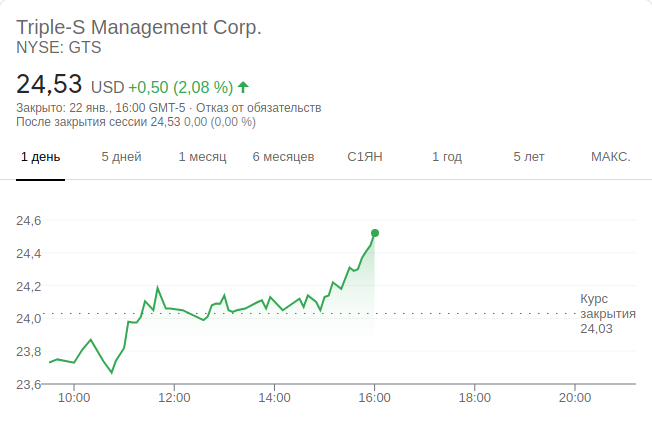 Triple-S Management Corp.
NYSE: GTS
24,53 USD +0,50 (2,08 %)
Закрыто: 22 янв., 16:00 GMT-5 · Отказ от обязательств
После закрытия сессии 24,53 0,00 (0,00 %)
1 день 5 дней 1 месяц 6 месяцев С1ЯН 1 год 5 лет МАКС.
24,6
24,4
24,2
24,0
23,8
23,6
Курс
закрытия
24,03
10:00 12:00 14:00 16:00 18:00 20:00